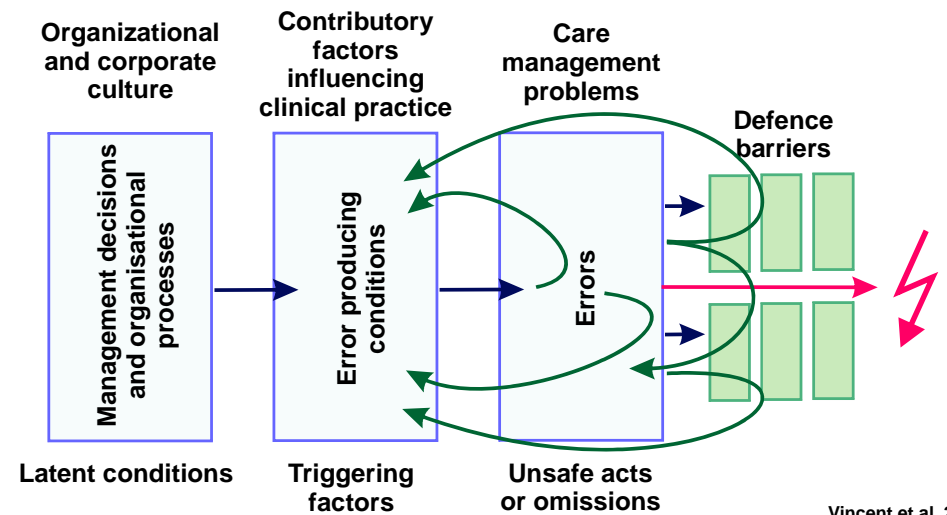 Organizational
and corporate
culture
Contributory
factors
influencing
clinical practice
Care
management
problems
Defence
barriers
Management decisions
and organisational
processes
Error producing
conditions
Errors
Latent conditions
Triggering
factors
Unsafe acts
or omissions
Vincent et al